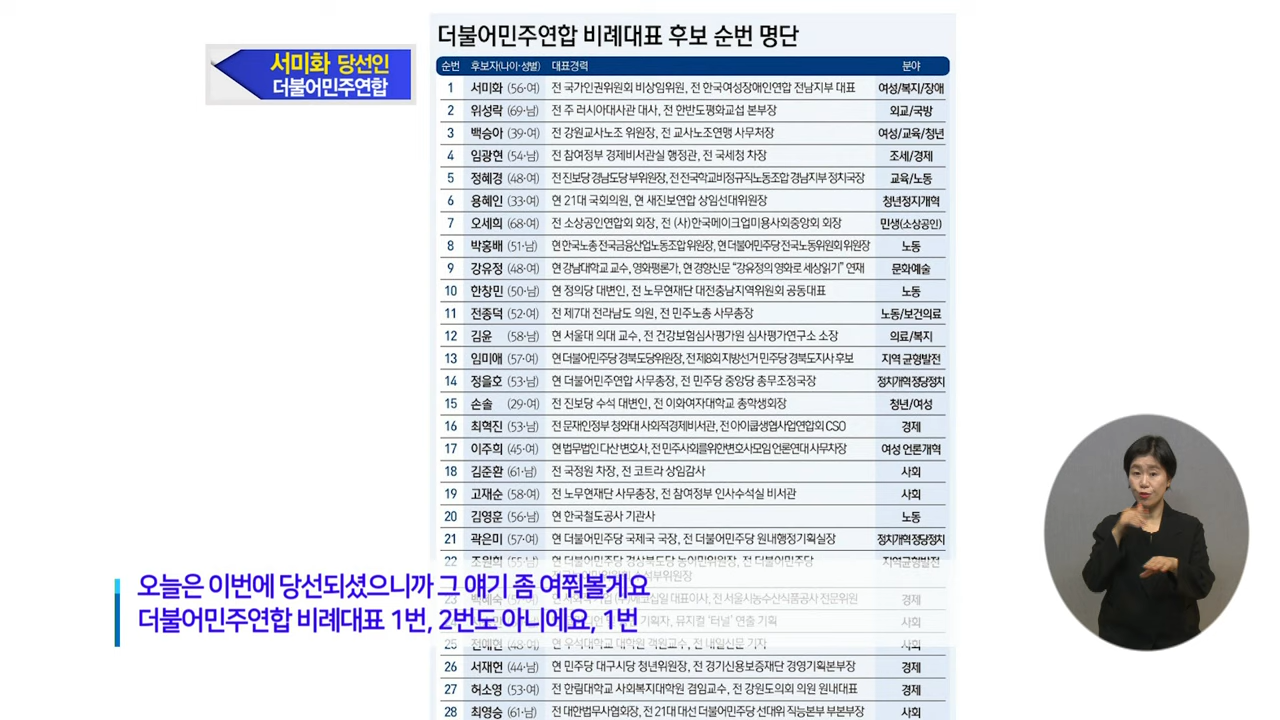 더불어민주연합 비례대표 후보 순번 명단
서미화 당선인
더불어민주연합
순번 후보자(나이·성별) 대표경력 분야
1 서미화 (56·여) 전 국가인권위원회 비상임위원, 전 한국여성장애인연합 전남지부 대표 여성/복지/장애
2 위성락 (69·남) 전 주 러시아대사관 대사, 전 한반도평화교섭 본부장 외교/국방
3 백승아 (39·여) 전 강원교사노조 위원장, 전 교사노조연맹 사무처장 여성/교육/청년
4 임광현 (54·남) 전 참여정부 경제비서관실 행정관, 전 국세청 차장 조세/경제
5 정혜경 (48·여) 전 진보당 경남도당 부위원장, 전 전국학교비정규직노동조합 경남지부 정치국장 교육/노동
6 용혜인 (33·여) 현 21대 국회의원, 현 새진보연합 상임선대위원장 청년정치개혁
7 오세희 (68·여) 전 소상공인연합회 회장, 전 (사)한국메이크업미용사회중앙회 회장 민생(소상공인)
8 박홍배 (51·남) 현 한국노총 전국금융산업노동조합 위원장, 현 더불어민주당 전국노동위원회 위원장 노동
9 강유정 (48·여) 현 강남대학교 교수, 영화평론가, 현 경향신문 “강유정의 영화로 세상읽기” 연재 문화예술
10 한창민 (50·남) 현 정의당 대변인, 전 노무현재단 대전충남지역위원회 공동대표 노동
11 전종덕 (52·여) 전 제7대 전라남도 의원, 전 민주노총 사무총장 노동/보건의료
12 김윤 (58·남) 현 서울대 의대 교수, 전 건강보험심사평가원 심사평가연구소 소장 의료/복지
13 임미애 (57·여) 현 더불어민주당 경북도당위원장, 전 제8회 지방선거 민주당 경북도지사 후보 지역 균형발전
14 정을호 (53·남) 현 더불어민주연합 사무총장, 전 민주당 중앙당 총무조정국장 정치개혁 정당정치
15 손솔 (29·여) 전 진보당 수석 대변인, 전 이화여자대학교 총학생회장 청년/여성
16 최혁진 (53·남) 전 문재인정부 청와대 사회적경제비서관, 전 아이쿱생협사업연합회 CSO 경제
17 이주희 (45·여) 현 법무법인 다산 변호사, 전 민주사회를위한변호사모임 언론연대 사무차장 여성 언론개혁
18 김준환 (61·남) 전 국정원 차장, 전 코트라 상임감사 사회
19 고재순 (58·여) 전 노무현재단 사무총장, 전 참여정부 인사수석실 비서관 사회
20 김영훈 (56·남) 현 한국철도공사 기관사 노동
21 곽은미 (57·여) 현 더불어민주당 국제국 국장, 전 더불어민주당 원내행정기획실장 정치개혁 정당정치
22 조원희 (55·남) 현 더불어민주당 경상북도당 농어민위원장, 전 더불어민주당 지역균형발전
오늘은 이번에 당선되셨으니까 그 얘기 좀 여쭤볼게요
더불어민주연합 비례대표 1번, 2번도 아니에요, 1번
25 전예현 (48·여) 현 우석대학교 대학원 객원교수, 전 내일신문 기자 사회
26 서재헌 (44·남) 현 민주당 대구시당 청년위원장, 전 경기신용보증재단 경영기획본부장 경제
27 허소영 (53·여) 전 한림대학교 사회복지대학원 겸임교수, 전 강원도의회 의원 원내대표 경제
28 최영승 (61·남) 전 대한법무사협회장, 전 21대 대선 더불어민주당 선대위 직능본부 부본부장 사회